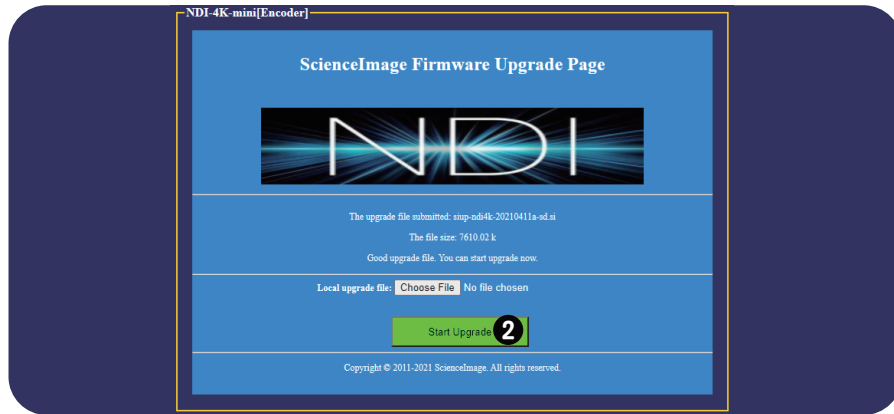 NDI-4K-mini[Encoder]
ScienceImage Firmware Upgrade Page
NDI
The upgrade file submitted: siup-ndi4k-20210411a-sd.si
The file size: 7610.02 k
Good upgrade file. You can start upgrade now.
Local upgrade file: Choose File No file chosen
Start Upgrade 2
Copyright © 2011-2021 ScienceImage. All rights reserved.